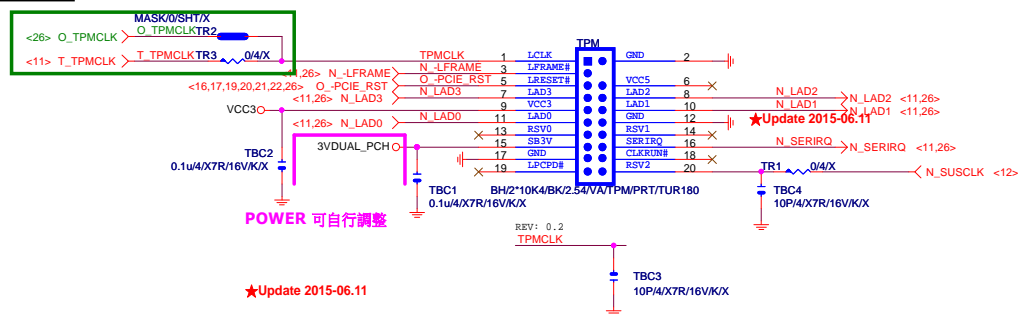 MASK/0/SHT/X
<26> O_TPMCLK O_TPMCLK TR2
<11> T_TPMCLK T_TPMCLK TR3 0/4/X
TPM
TPMCLK 1 LCLK GND 2
<11,26> N_-LFRAME N_-LFRAME 3 LFRAME#
<16,17,19,20,21,22,26> O_-PCIE_RST O_-PCIE_RST 5 LRESET# VCC5 6
<11,26> N_LAD3 N_LAD3 7 LAD3 LAD2 8 N_LAD2 N_LAD2 <11,26>
VCC3 9 VCC3 LAD1 10 N_LAD1 N_LAD1 <11,26>
<11,26> N_LAD0 N_LAD0 11 LAD0 GND 12
★Update 2015-06.11
13 RSV0 RSV1 14
3VDUAL_PCH 15 SB3V SERIRQ 16 N_SERIRQ N_SERIRQ <11,26>
17 GND CLKRUN# 18
19 LPCPD# RSV2 20
TR1 0/4/X N_SUSCLK <12>
BH/2*10K4/BK/2.54/VA/TPM/PRT/TUR180
TBC2
0.1u/4/X7R/16V/K/X
TBC1
0.1u/4/X7R/16V/K/X
TBC4
10P/4/X7R/16V/K/X
POWER 可自行調整
REV: 0.2
TPMCLK
TBC3
10P/4/X7R/16V/K/X
★Update 2015-06.11